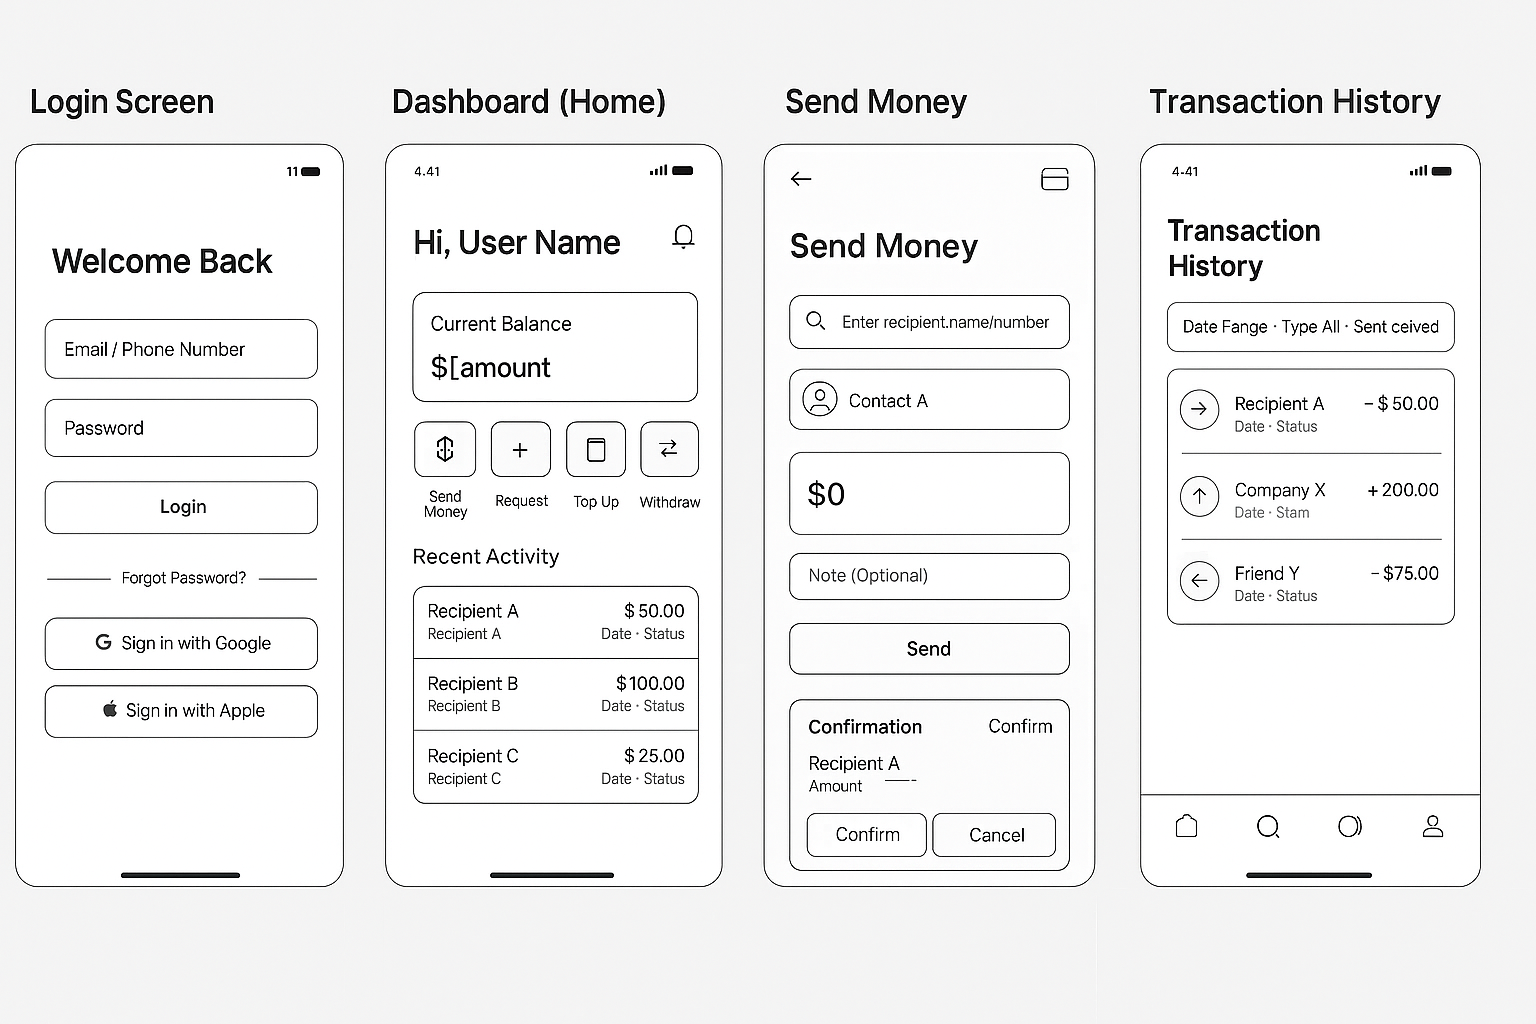 Login Screen
11
Welcome Back
Email / Phone Number
Password
Login
Forgot Password?
G Sign in with Google
Sign in with Apple
Dashboard (Home)
4.41
Hi, User Name
Current Balance
$[amount
Send Money
Request
Top Up
Withdraw
Recent Activity
Recipient A $50.00
Recipient A Date · Status
Recipient B $100.00
Recipient B Date · Status
Recipient C $25.00
Recipient C Date · Status
Send Money
Send Money
Enter recipient.name/number
Contact A
$0
Note (Optional)
Send
Confirmation Confirm
Recipient A
Amount
Confirm Cancel
Transaction History
4-41
Transaction
History
Date Fange · Type All · Sent ceived
Recipient A – $ 50.00
Date · Status
Company X + 200.00
Date · Stam
Friend Y – $75.00
Date · Status